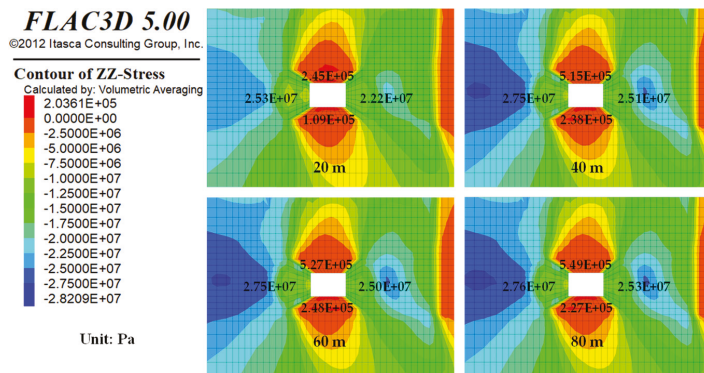 FLAC3D 5.00
©2012 Itasca Consulting Group, Inc.
Contour of ZZ-Stress
Calculated by: Volumetric Averaging
2.0361E+05
0.0000E+00
-2.5000E+06
-5.0000E+06
-7.5000E+06
-1.0000E+07
-1.2500E+07
-1.5000E+07
-1.7500E+07
-2.0000E+07
-2.2500E+07
-2.5000E+07
-2.7500E+07
-2.8209E+07
Unit: Pa
2.45E+05
2.53E+07
2.22E+07
1.09E+05
20 m
5.15E+05
2.75E+07
2.51E+07
2.38E+05
40 m
5.27E+05
2.75E+07
2.50E+07
2.48E+05
60 m
5.49E+05
2.76E+07
2.53E+07
2.27E+05
80 m